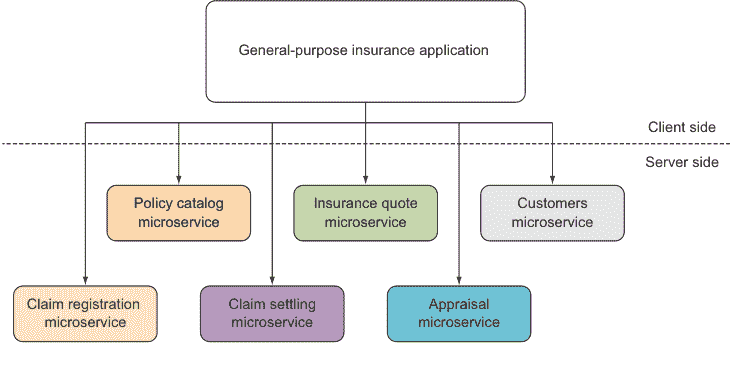 General-purpose insurance application
Client side
Server side
Policy catalog
microservice
Insurance quote
microservice
Customers
microservice
Claim registration
microservice
Claim settling
microservice
Appraisal
microservice